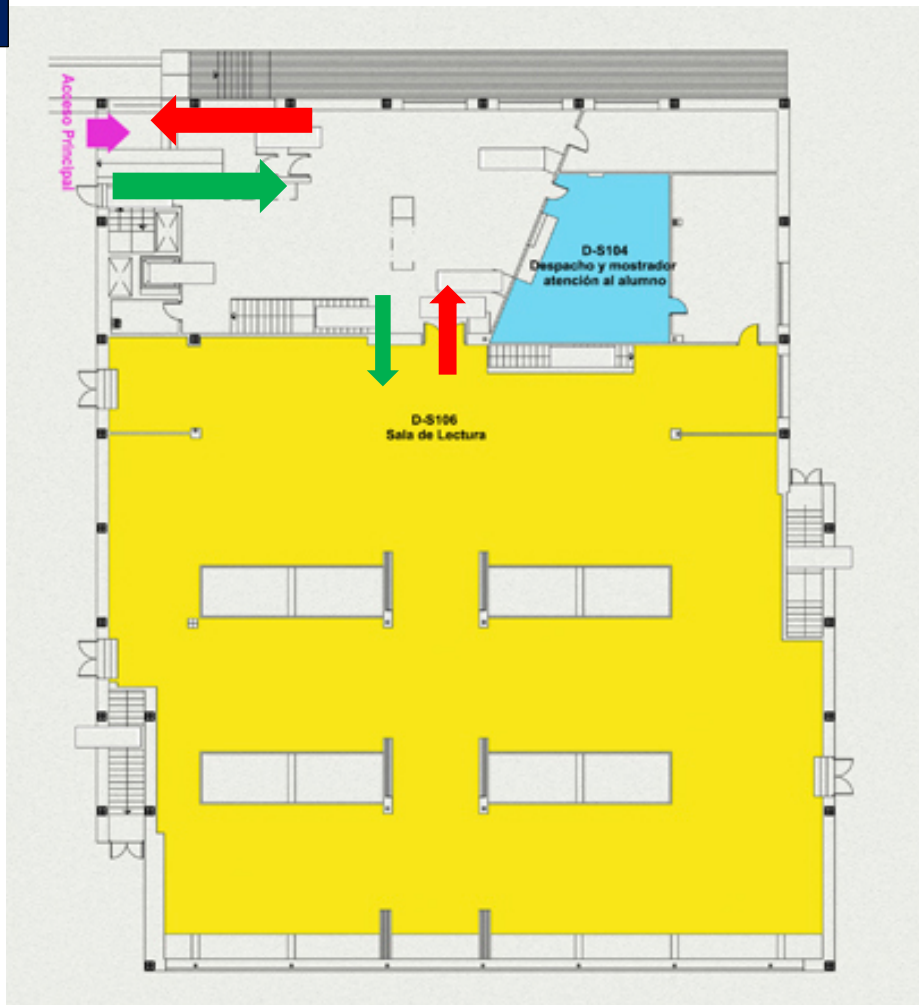 Acceso Principal
D-S104
Despacho y mostrador
atención al alumno
D-S106
Sala de Lectura